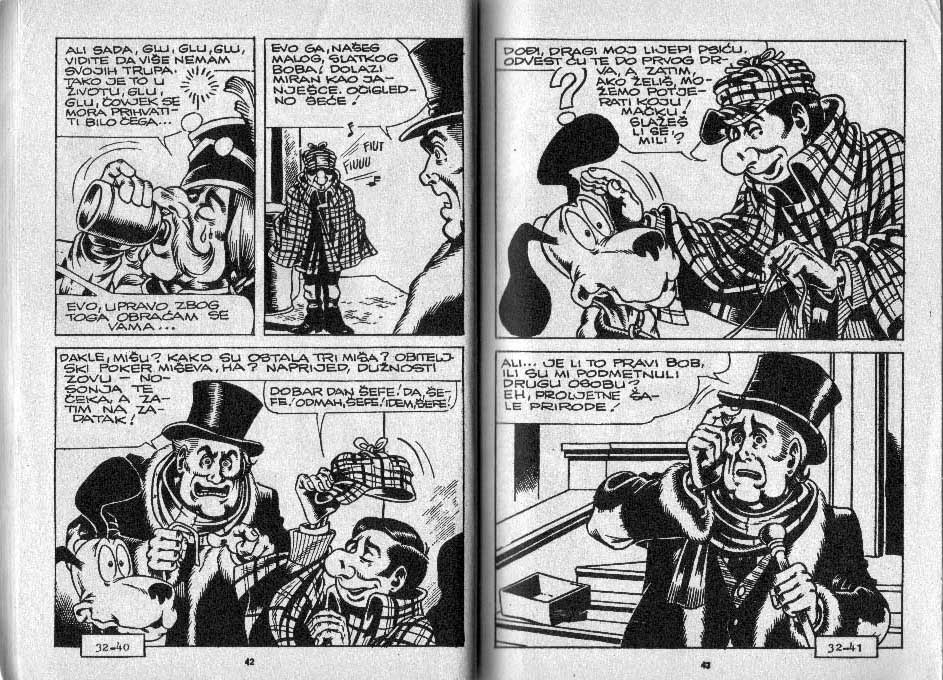 ALI SADA, GLU, GLU, GLU,
VIDITE DA VIŠE NEMAM
SVOJIH TRUPA.
TAKO JE TO U
ŽIVOTU, GLU,
GLU, ČOVJEK SE
MORA PRIHVATI-
TI BILO ČEGA...
EVO, UPRAVO ZBOG
TOGA OBRAĆAM SE
VAMA...
EVO GA, NAŠEG
MALOG, SLATKOG
BOBA! DOLAZI
MIRAN KAO JA-
NJEŠCE. OČIGLED-
NO ŠEĆE!
FIUT
FIUUU
DAKLE, MIŠU? KAKO SU OSTALA TRI MIŠA? OBITELJ-
SKI POKER MIŠEVA, HA? NAPRIJED, DUŽNOSTI
ZOVU - NO-
SONJA TE
ČEKA, A ZA-
TIM NA ZA-
DATAK!
DOBAR DAN ŠEFE! DA, ŠE-
FE! ODMAH, ŠEFE! IDEM, ŠEFE!
32-40
42
DOĐI, DRAGI MOJ LIJEPI PSIĆU,
ODVEST ĆU TE DO PRVOG DR-
VA, A ZATIM,
AKO ŽELIŠ, MO-
ŽEMO POTJE-
RATI KOJU
MAČKU!
SLAŽEŠ
LI SE,
MILI?
?
ALI... JE LI TO PRAVI BOB,
ILI SU MI PODMETNULI
DRUGU OSOBU?
EH, PROLJETNE ŠA-
LE PRIRODE!
32-41
43